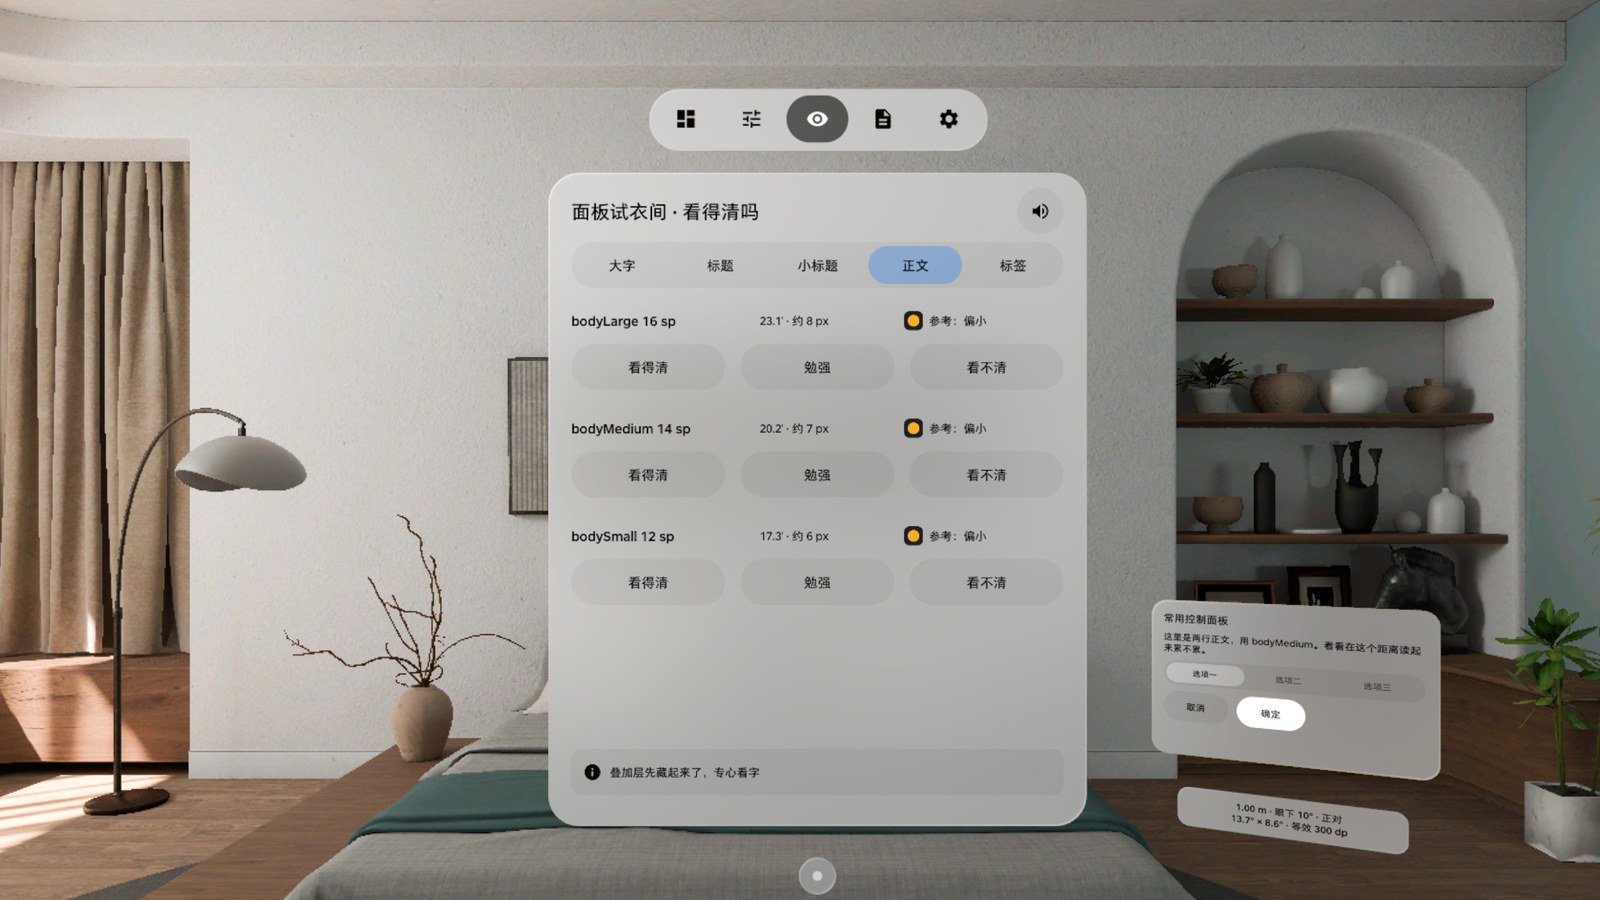 面板试衣间 · 看得清吗
大字 标题 小标题 正文 标签
bodyLarge 16 sp 23.1' · 约 8 px 参考：偏小
看得清 勉强 看不清
bodyMedium 14 sp 20.2' · 约 7 px 参考：偏小
看得清 勉强 看不清
bodySmall 12 sp 17.3' · 约 6 px 参考：偏小
看得清 勉强 看不清
叠加层先藏起来了，专心看字
常用控制面板
这里是两行正文，用 bodyMedium。看看在这个距离读起
来累不累。
选项一 选项二 选项三
取消 确定
1.00 m · 眼下 10° · 正对
13.7° × 8.6° · 等效 300 dp